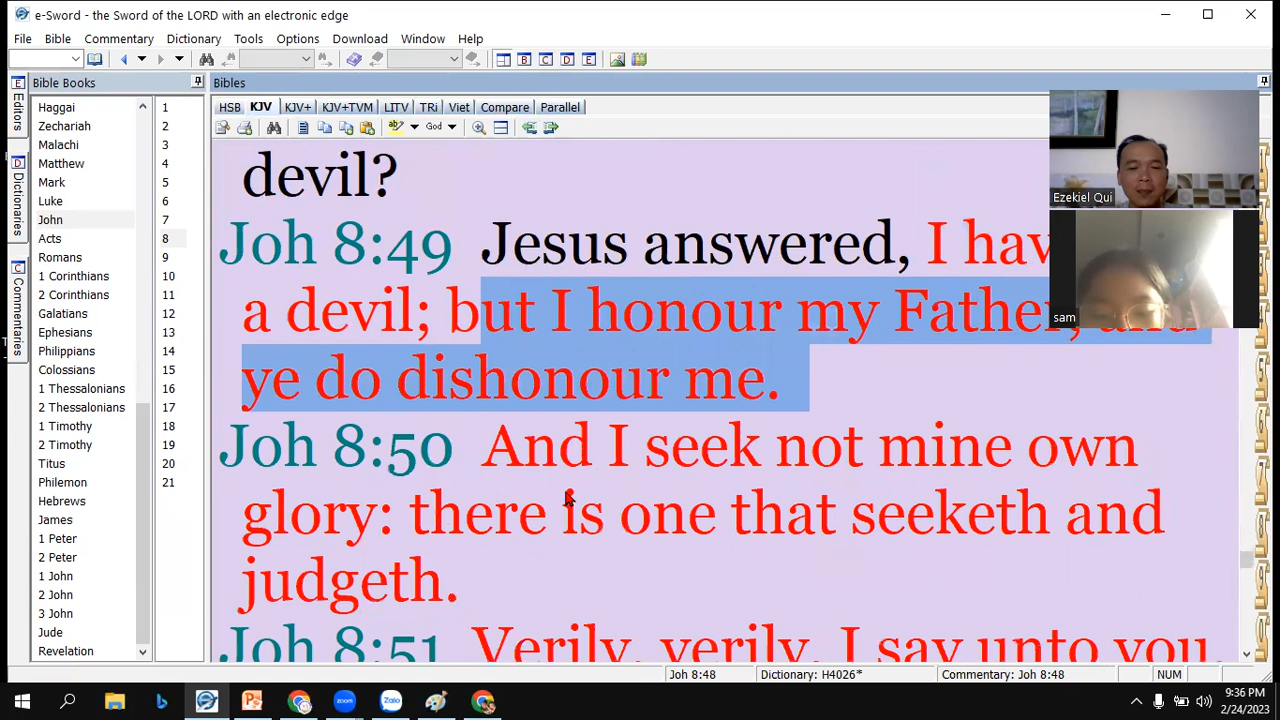 e-Sword - the Sword of the LORD with an electronic edge
File Bible Commentary Dictionary Tools Options Download Window Help
Bible Books
Bibles
HSB KJV KJV+ KJV+TVM LITV TRi Viet Compare Parallel
God
Editors
Dictionaries
Commentaries
Haggai 1
Zechariah 2
Malachi 3
Matthew 4
Mark 5
Luke 6
John 7
Acts 8
Romans 9
1 Corinthians 10
2 Corinthians 11
Galatians 12
Ephesians 13
Philippians 14
Colossians 15
1 Thessalonians 16
2 Thessalonians 17
1 Timothy 18
2 Timothy 19
Titus 20
Philemon 21
Hebrews
James
1 Peter
2 Peter
1 John
2 John
3 John
Jude
Revelation
devil?
Joh 8:49 Jesus answered, I
a devil; but I honour my Father, and
ye do dishonour me.
Joh 8:50 And I seek not mine own
glory: there is one that seeketh and
judgeth.
Joh 8:51 Verily, verily, I say unto you,
Ezekiel Qui
sam
Joh 8:48 Dictionary: H4026* Commentary: Joh 8:48 NUM
9:36 PM
2/24/2023